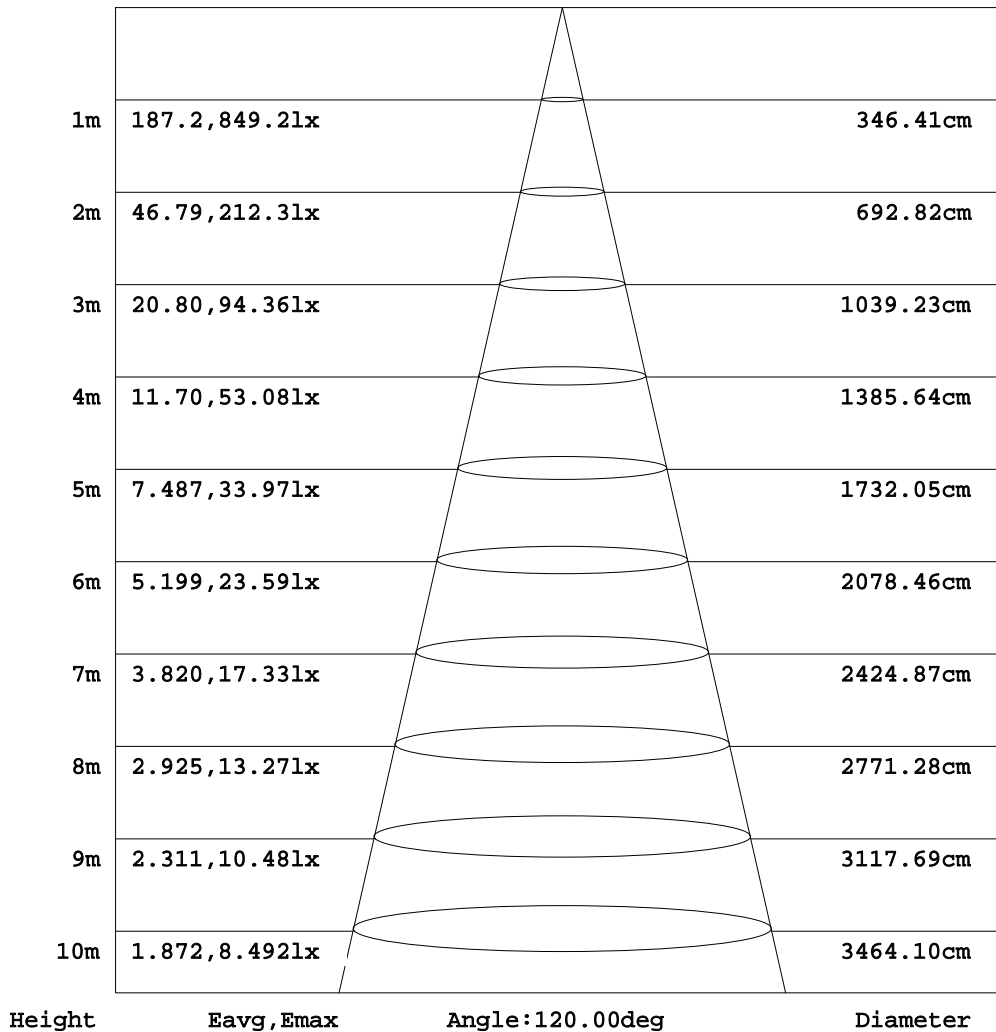 1m 187.2,849.2lx 346.41cm
2m 46.79,212.3lx 692.82cm
3m 20.80,94.36lx 1039.23cm
4m 11.70,53.08lx 1385.64cm
5m 7.487,33.97lx 1732.05cm
6m 5.199,23.59lx 2078.46cm
7m 3.820,17.33lx 2424.87cm
8m 2.925,13.27lx 2771.28cm
9m 2.311,10.48lx 3117.69cm
10m 1.872,8.492lx 3464.10cm
Height Eavg,Emax Angle:120.00deg Diameter